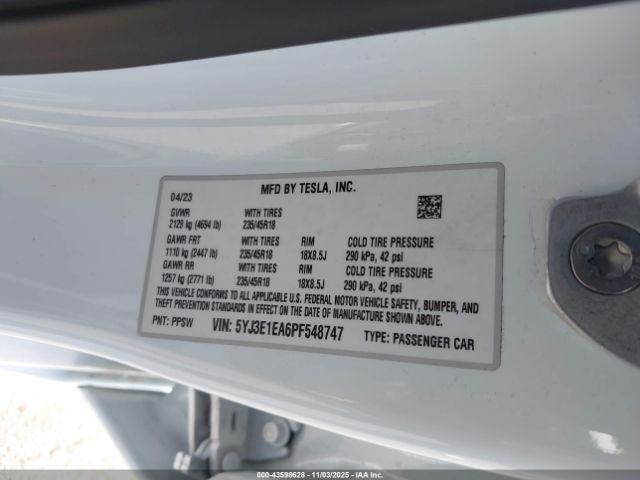 MFD BY TESLA, INC.
04/23
GVWR WITH TIRES
2129 kg (4694 lb) 235/45R18
GAWR FRT WITH TIRES RIM COLD TIRE PRESSURE
1110 kg (2447 lb) 235/45R18 18X8.5J 290 kPa, 42 psi
GAWR RR WITH TIRES RIM COLD TIRE PRESSURE
1257 kg (2771 lb) 235/45R18 18X8.5J 290 kPa, 42 psi
THIS VEHICLE CONFORMS TO ALL APPLICABLE U.S. FEDERAL MOTOR VEHICLE SAFETY, BUMPER, AND
THEFT PREVENTION STANDARDS IN EFFECT ON THE DATE OF MANUFACTURE SHOWN ABOVE.
PNT: PPSW VIN: 5YJ3E1EA6PF548747 TYPE: PASSENGER CAR
000-43598628 - 11/03/2025 - IAAI.com